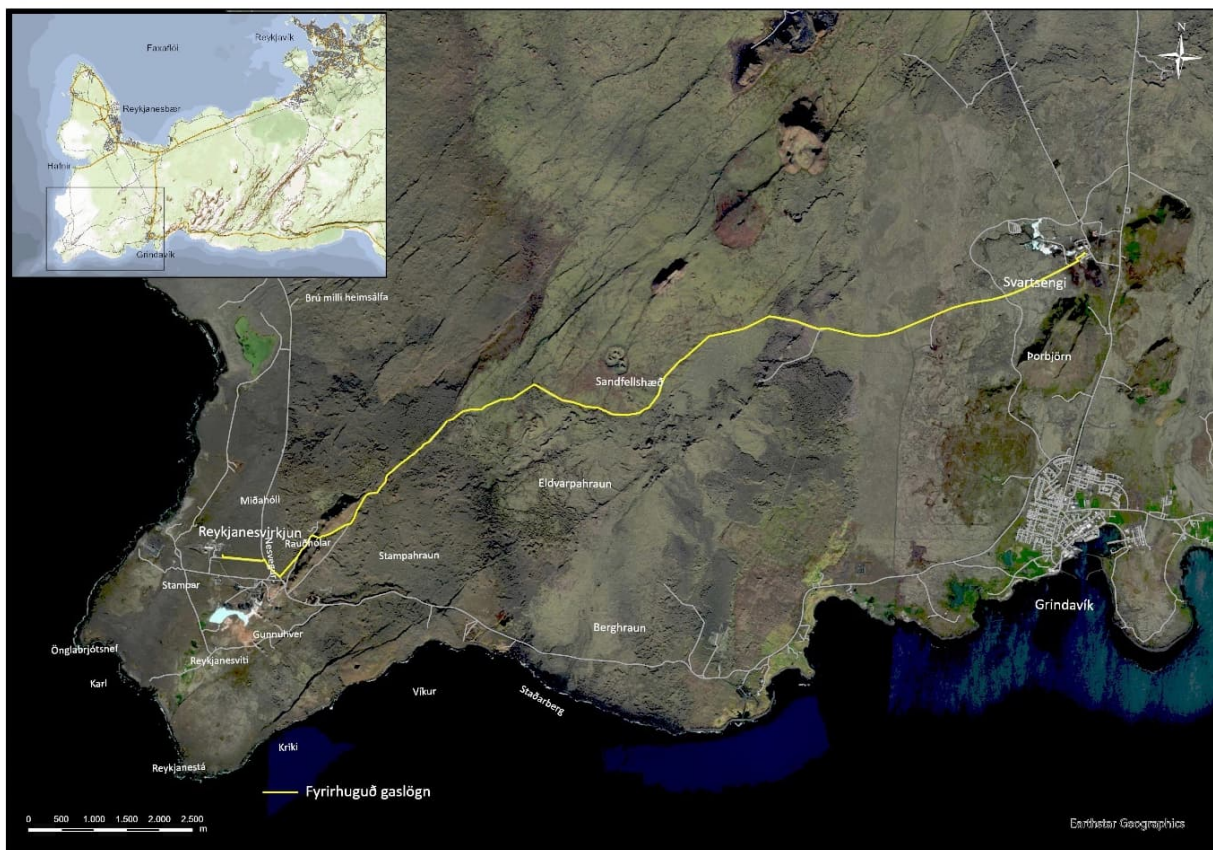 Reykjavík
Faxaflói
Reykjanesbær
Hafnir
Grindavík
N
Brú milli heimsálfa
Svartsengi
Þorbjörn
Sandfellshæð
Eldvarpahraun
Miðahóll
Reykjanesvirkjun
Nesvegur
Rauðhólar
Stampahraun
Stampar
Gunnuhver
Berghraun
Grindavík
Önglabrjótsnef
Reykjanesviti
Karl
Víkur
Staðarberg
Kriki
Reykjanestá
Fyrirhuguð gaslögn
0 500 1.000 1.500 2.000 2.500
m
Earthstar Geographics